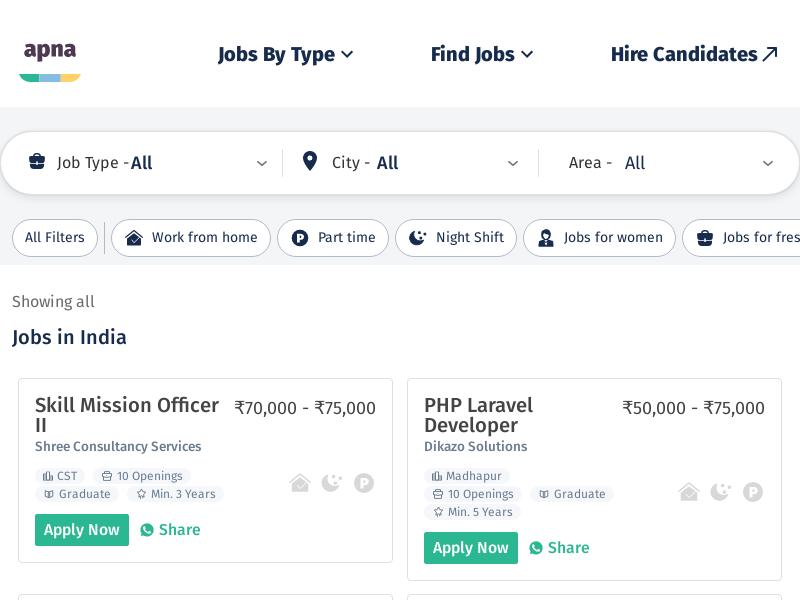 apna
Jobs By Type
Find Jobs
Hire Candidates
Job Type - All
City - All
Area - All
All Filters
Work from home
Part time
Night Shift
Jobs for women
Jobs for fres
Showing all
Jobs in India
Skill Mission Officer
II
₹70,000 - ₹75,000
Shree Consultancy Services
CST
10 Openings
Graduate
Min. 3 Years
Apply Now
Share
PHP Laravel
Developer
₹50,000 - ₹75,000
Dikazo Solutions
Madhapur
10 Openings
Graduate
Min. 5 Years
Apply Now
Share